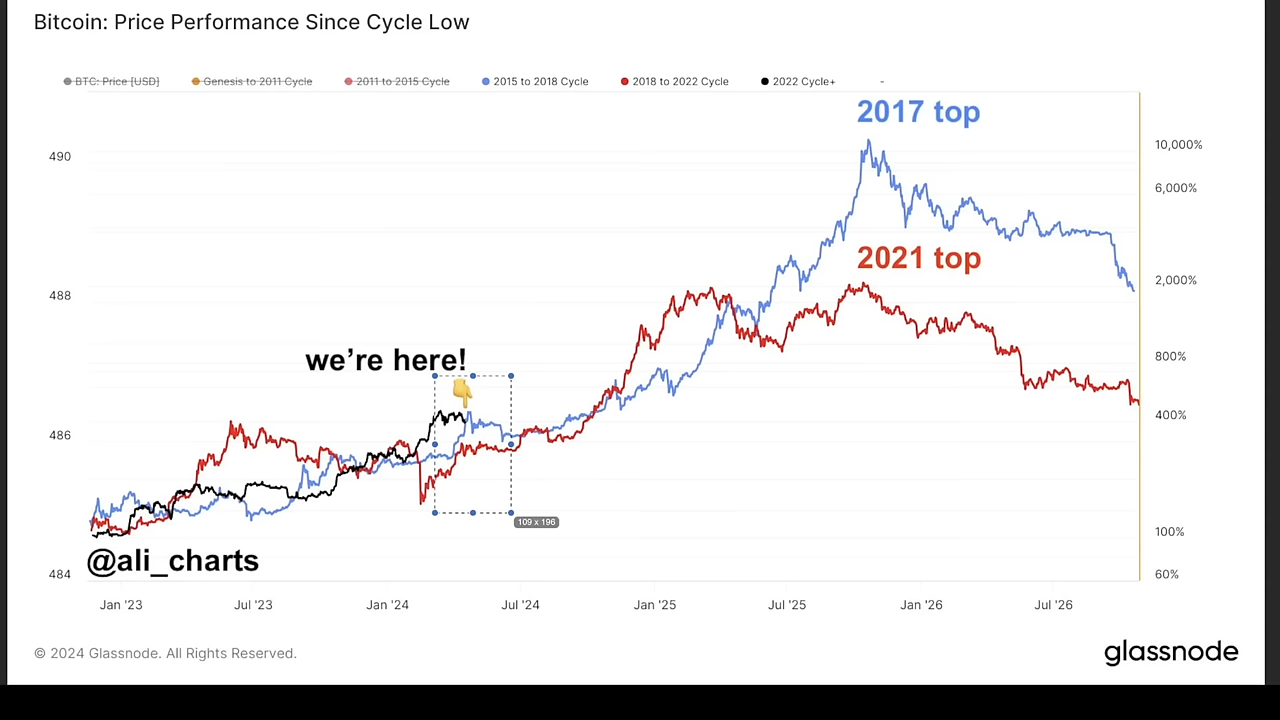 Bitcoin: Price Performance Since Cycle Low
BTC: Price [USD] Genesis to 2011 Cycle 2011 to 2015 Cycle 2015 to 2018 Cycle 2018 to 2022 Cycle 2022 Cycle+ -
2017 top
10,000%
490
6,000%
2021 top
2,000%
488
we're here!
800%
400%
486
109 x 196
100%
@ali_charts
484
60%
Jan '23 Jul '23 Jan '24 Jul '24 Jan '25 Jul '25 Jan '26 Jul '26
© 2024 Glassnode. All Rights Reserved.
glassnode